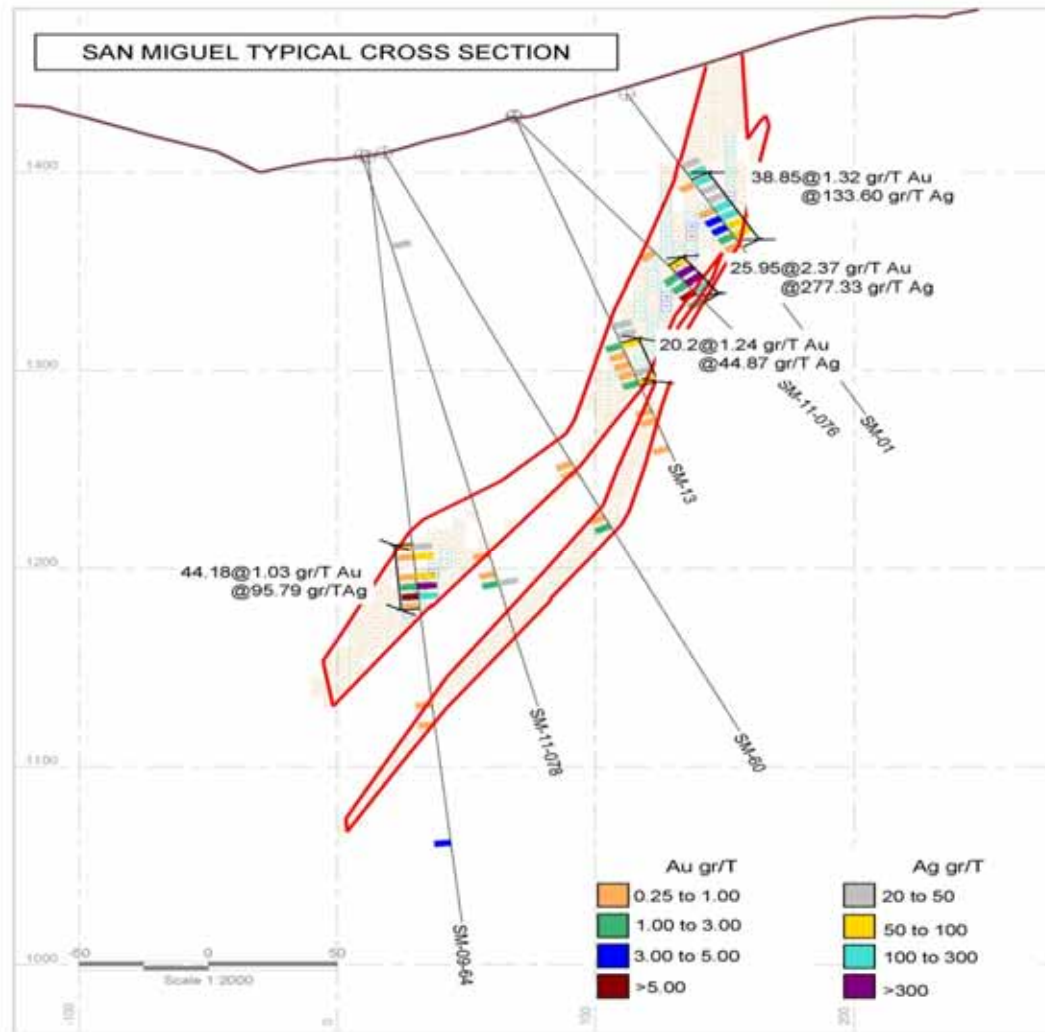 SAN MIGUEL TYPICAL CROSS SECTION
1400
38.85@1.32 gr/T Au
@133.60 gr/T Ag
25.95@2.37 gr/T Au
@277.33 gr/T Ag
20.2@1.24 gr/T Au
@44.87 gr/T Ag
1300
SM-11-076
SM-01
SM-13
1200
44.18@1.03 gr/T Au
@95.79 gr/TAg
SM-11-078
SM-60
1100
SM-09-64
Au gr/T
0.25 to 1.00
1.00 to 3.00
3.00 to 5.00
>5.00
Ag gr/T
20 to 50
50 to 100
100 to 300
>300
1000
-50
0
50
Scale 1:2000
-100
0
100
200